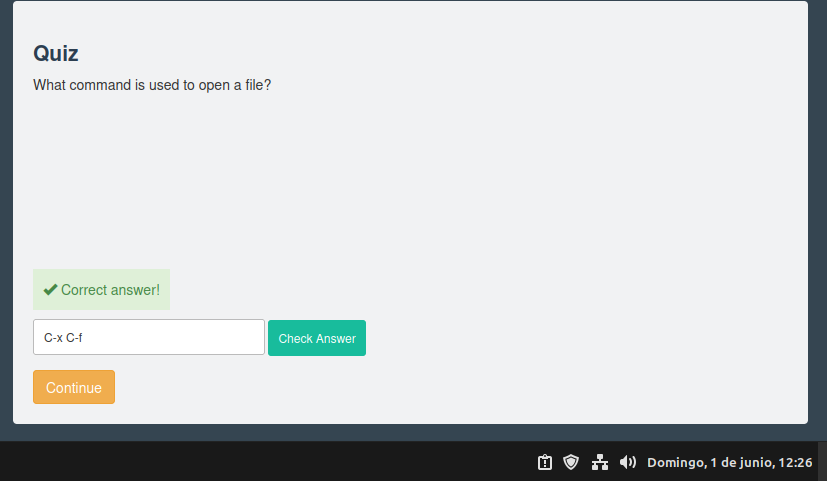 Quiz
What command is used to open a file?
Correct answer!
C-x C-f
Check Answer
Continue
Domingo, 1 de junio, 12:26